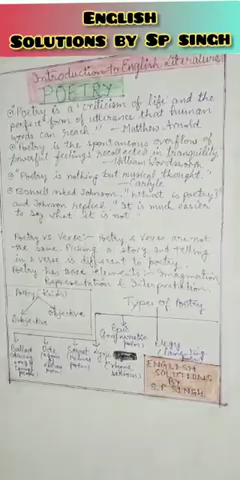 ENGLISH
SOLUTIONS BY SP SINGH
Introduction to English Literature
POETRY
Poetry is a "criticism of life and the
perfect form of utterance that human
words can reach" - Matthew Arnold
Poetry is the spontaneous overflow of
powerful feelings recollected in tranquility
William Wordsworth
"Poetry is nothing but musical thought."
Carlyle
asked Johnson "What is poetry?"
and Johnson replied "It is much easier
to say what it is not"
Poetry vs Verse:- Poetry & Verse are not
the same. Picking a story and telling
in a verse is different to poetry.
Poetry has elements:- Imagination
Representation & Interpretation.
Poetry (Kinds)
Types of Poetry
Subjective
Objective
Epic
poem
Elegy
Ballad
Sonnet
ENGLISH
SOLUTIONS
BY
S.P SINGH